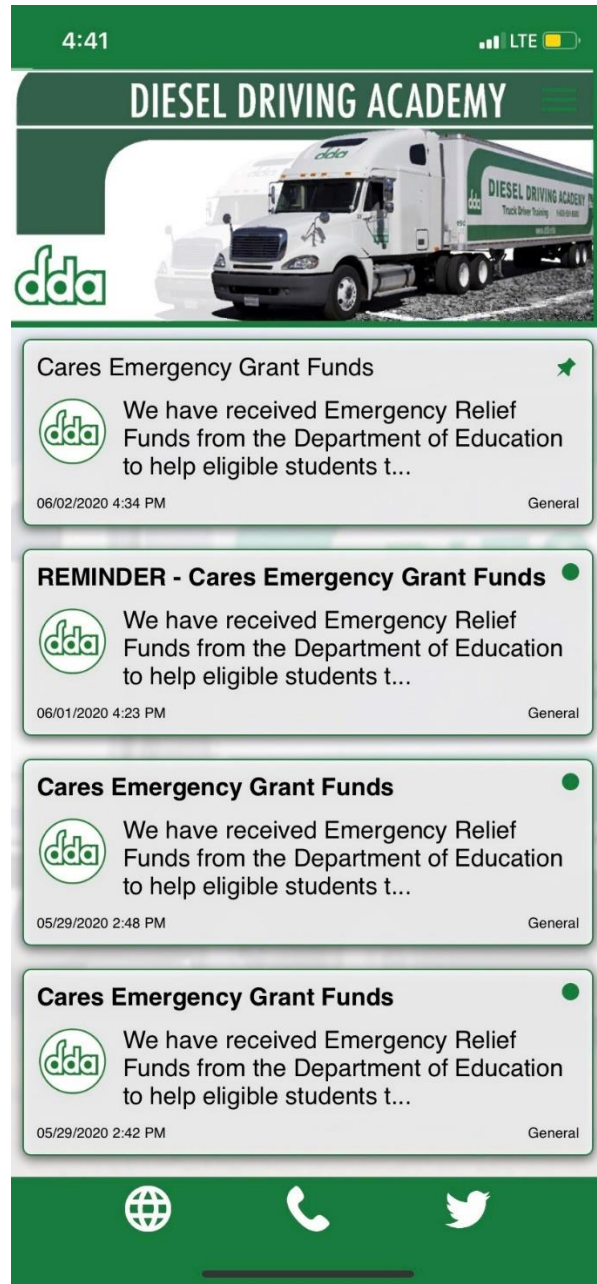 4:41
LTE
DIESEL DRIVING ACADEMY
dda
dda
DIESEL DRIVING ACADEMY
Truck Driver Training
dda
Cares Emergency Grant Funds
dda
We have received Emergency Relief
Funds from the Department of Education
to help eligible students t...
06/02/2020 4:34 PM
General
REMINDER - Cares Emergency Grant Funds
dda
We have received Emergency Relief
Funds from the Department of Education
to help eligible students t...
06/01/2020 4:23 PM
General
Cares Emergency Grant Funds
dda
We have received Emergency Relief
Funds from the Department of Education
to help eligible students t...
05/29/2020 2:48 PM
General
Cares Emergency Grant Funds
dda
We have received Emergency Relief
Funds from the Department of Education
to help eligible students t...
05/29/2020 2:42 PM
General